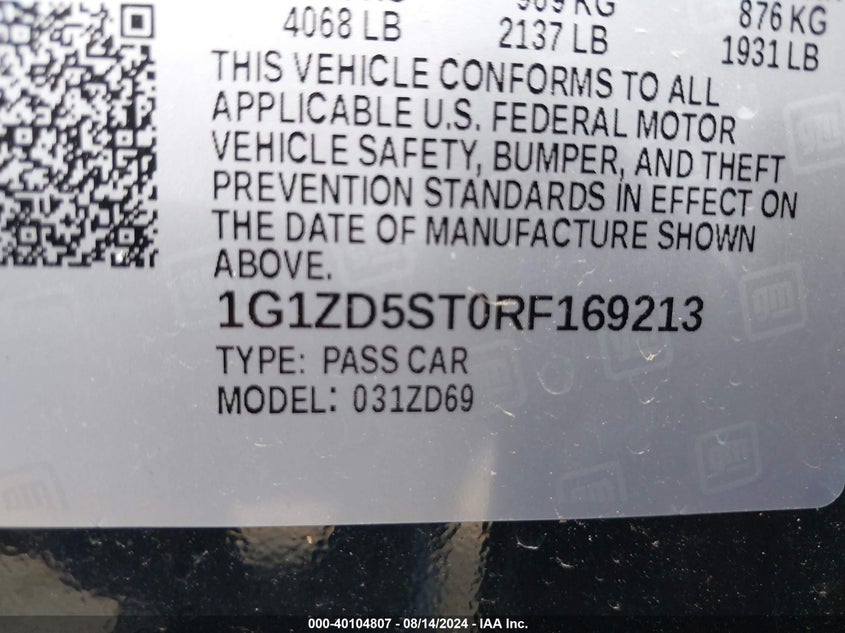 4068 LB 2137 LB 1931 LB
876 KG
THIS VEHICLE CONFORMS TO ALL
APPLICABLE U.S. FEDERAL MOTOR
VEHICLE SAFETY, BUMPER, AND THEFT
PREVENTION STANDARDS IN EFFECT ON
THE DATE OF MANUFACTURE SHOWN
ABOVE.
1G1ZD5ST0RF169213
TYPE: PASS CAR
MODEL: 031ZD69
gm
000-40104807 - 08/14/2024 - IAA Inc.